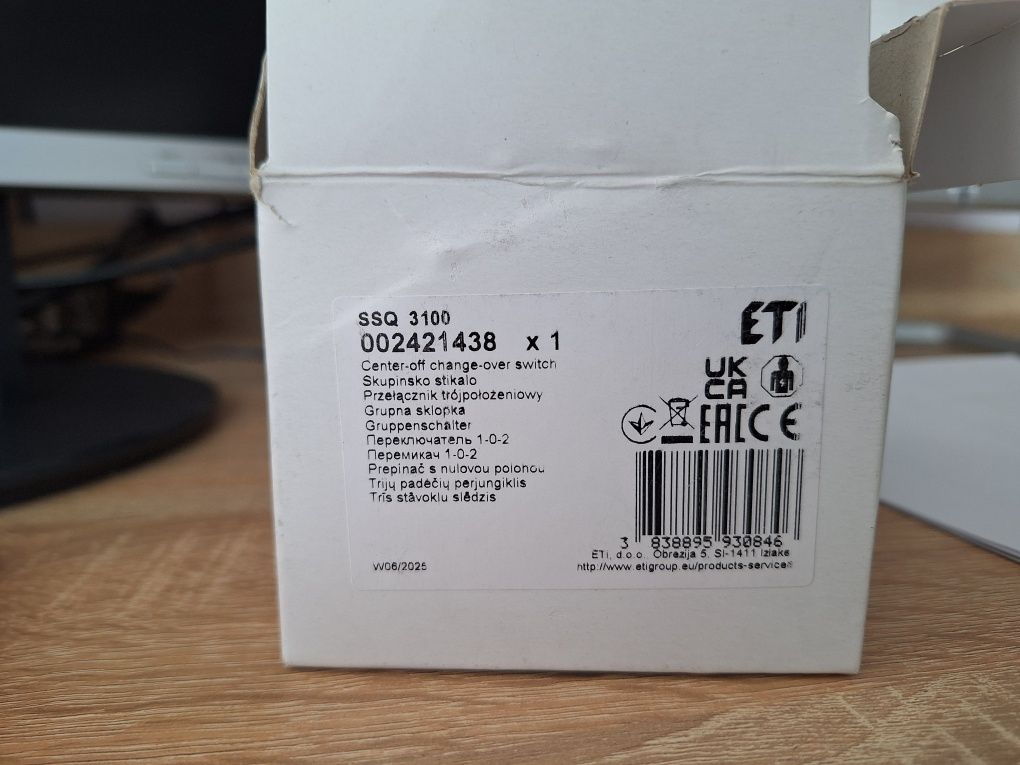 SSQ 3100
002421438 x 1
Center-off change-over switch
Skupinsko stikalo
Przełącznik trójpołożeniowy
Grupna sklopka
Gruppenschalter
Переключатель 1-0-2
Перемикач 1-0-2
Prepínač s nulovou polohou
Trijų padėčių perjungiklis
Trīs stāvokļu slēdzis
W06/2025
ETI
UK
CA
EAC CE
3 838895 930846
ETI, d.o.o. Obrezija 5, SI-1411 Izlake
http://www.etigroup.eu/products-services